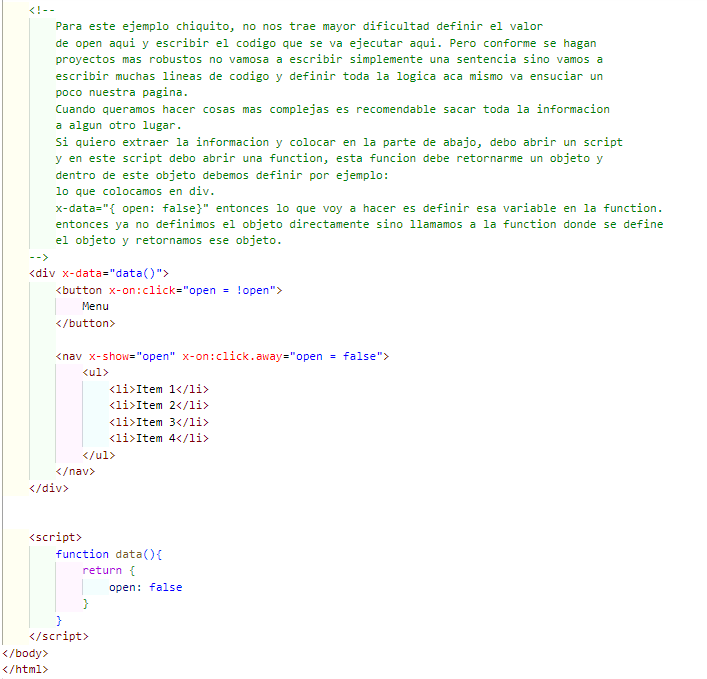 <!--
Para este ejemplo chiquito, no nos trae mayor dificultad definir el valor
de open aqui y escribir el codigo que se va ejecutar aqui. Pero conforme se hagan
proyectos mas robustos no vamosa a escribir simplemente una sentencia sino vamos a
escribir muchas lineas de codigo y definir toda la logica aca mismo va ensuciar un
poco nuestra pagina.
Cuando queramos hacer cosas mas complejas es recomendable sacar toda la informacion
a algun otro lugar.
Si quiero extraer la informacion y colocar en la parte de abajo, debo abrir un script
y en este script debo abrir una function, esta funcion debe retornarme un objeto y
dentro de este objeto debemos definir por ejemplo:
lo que colocamos en div.
x-data="{ open: false}" entonces lo que voy a hacer es definir esa variable en la function.
entonces ya no definimos el objeto directamente sino llamamos a la function donde se define
el objeto y retornamos ese objeto.
-->
<div x-data="data()">
<button x-on:click="open = !open">
Menu
</button>
<nav x-show="open" x-on:click.away="open = false">
<ul>
<li>Item 1</li>
<li>Item 2</li>
<li>Item 3</li>
<li>Item 4</li>
</ul>
</nav>
</div>
<script>
function data(){
return {
open: false
}
}
</script>
</body>
</html>